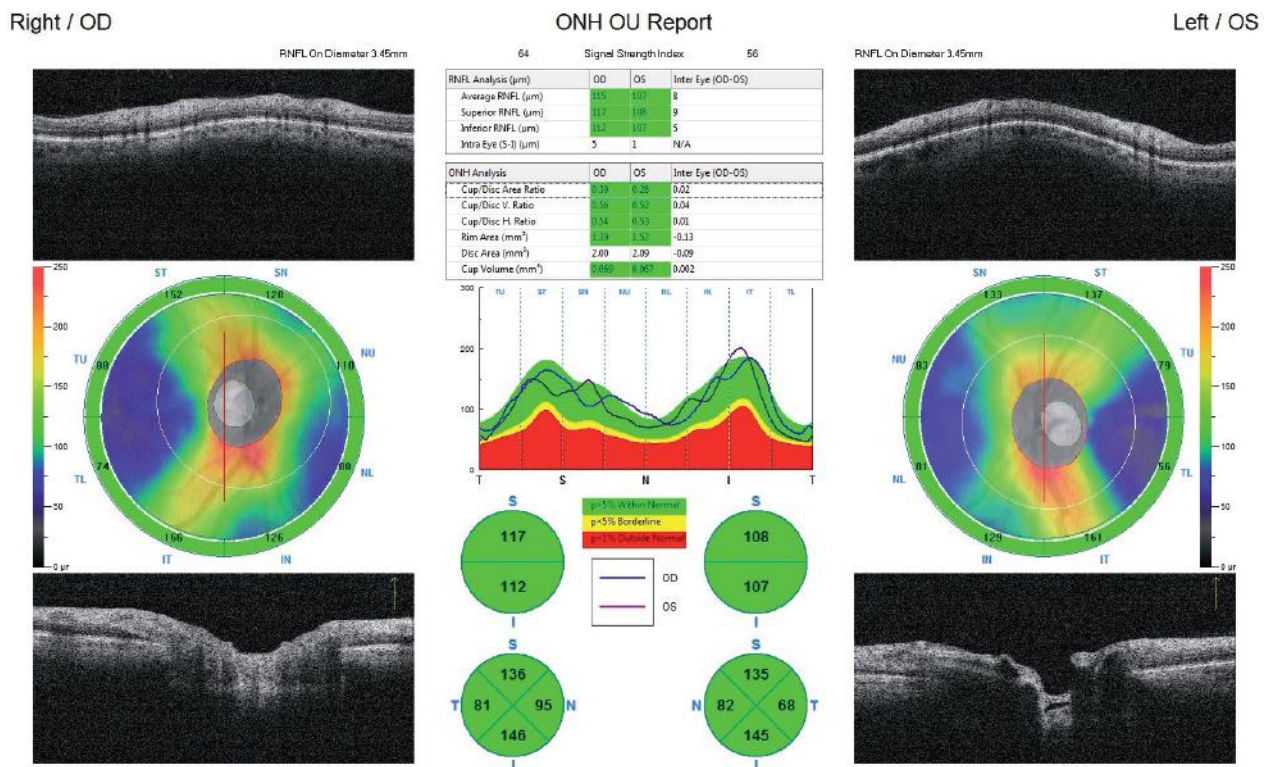 Right / OD
ONH OU Report
Left / OS
RNFL On Diameter 3.45mm
64 Signal Strength Index 56
RNFL On Diameter 3.45mm
RNFL Analysis (µm) OD OS Inter Eye (OD-OS)
Average RNFL (µm) 115 107 8
Superior RNFL (µm) 117 108 9
Inferior RNFL (µm) 112 107 5
Intra Eye (S-I) (µm) 5 1 N/A
ONH Analysis OD OS Inter Eye (OD-OS)
Cup/Disc Area Ratio 0.28 0.02
Cup/Disc V. Ratio 0.56 0.52 0.04
Cup/Disc H. Ratio 0.54 0.53 0.01
Rim Area (mm²) 1.39 1.52 -0.13
Disc Area (mm²) 2.00 2.09 -0.09
Cup Volume (mm³) 0.069 0.067 0.002
250
200
150
100
50
0 µr
ST SN
152 120
TU 88 110 NU
TL 74 80 NL
166 126
IT IN
300
200
100
0
TU ST SN NU NL IN IT TL
T S N I T
p>5% Within Normal
p<5% Borderline
p<1% Outside Normal
OD
OS
S
117
112
I
S
108
107
I
S
136
T 81 95 N
146
I
S
135
N 82 68 T
145
I
SN ST
133 137
NU 83 79 TU
NL 81 56 TL
129 161
IN IT
250
200
150
100
50
0 µr